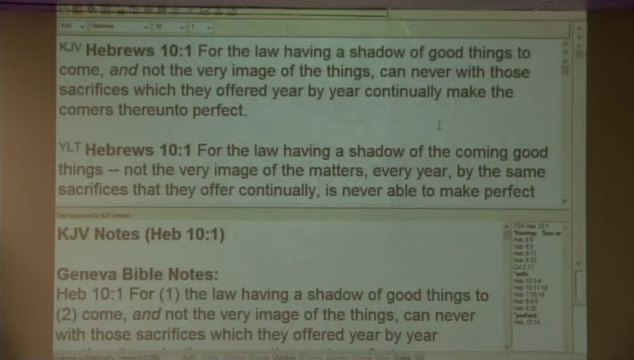 KJV Hebrews 10:1 For the law having a shadow of good things to
come, and not the very image of the things, can never with those
sacrifices which they offered year by year continually make the
comers thereunto perfect.
YLT Hebrews 10:1 For the law having a shadow of the coming good
things — not the very image of the matters, every year, by the same
sacrifices that they offer continually, is never able to make perfect
KJV Notes (Heb 10:1)
Geneva Bible Notes:
Heb 10:1 For (1) the law having a shadow of good things to
(2) come, and not the very image of the things, can never
with those sacrifices which they offered year by year